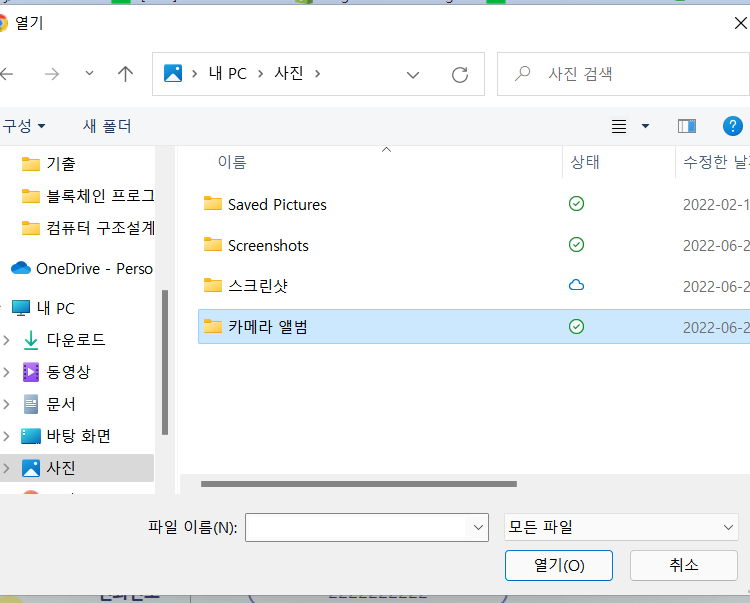 열기
내 PC > 사진 >
사진 검색
구성
새 폴더
?
이름
상태
수정한 날
기출
블록체인 프로그
컴퓨터 구조설계
OneDrive - Perso
내 PC
다운로드
동영상
문서
바탕 화면
사진
Saved Pictures
2022-02-1
Screenshots
2022-06-2
스크린샷
2022-06-2
카메라 앨범
2022-06-2
파일 이름(N):
모든 파일
열기(O)
취소